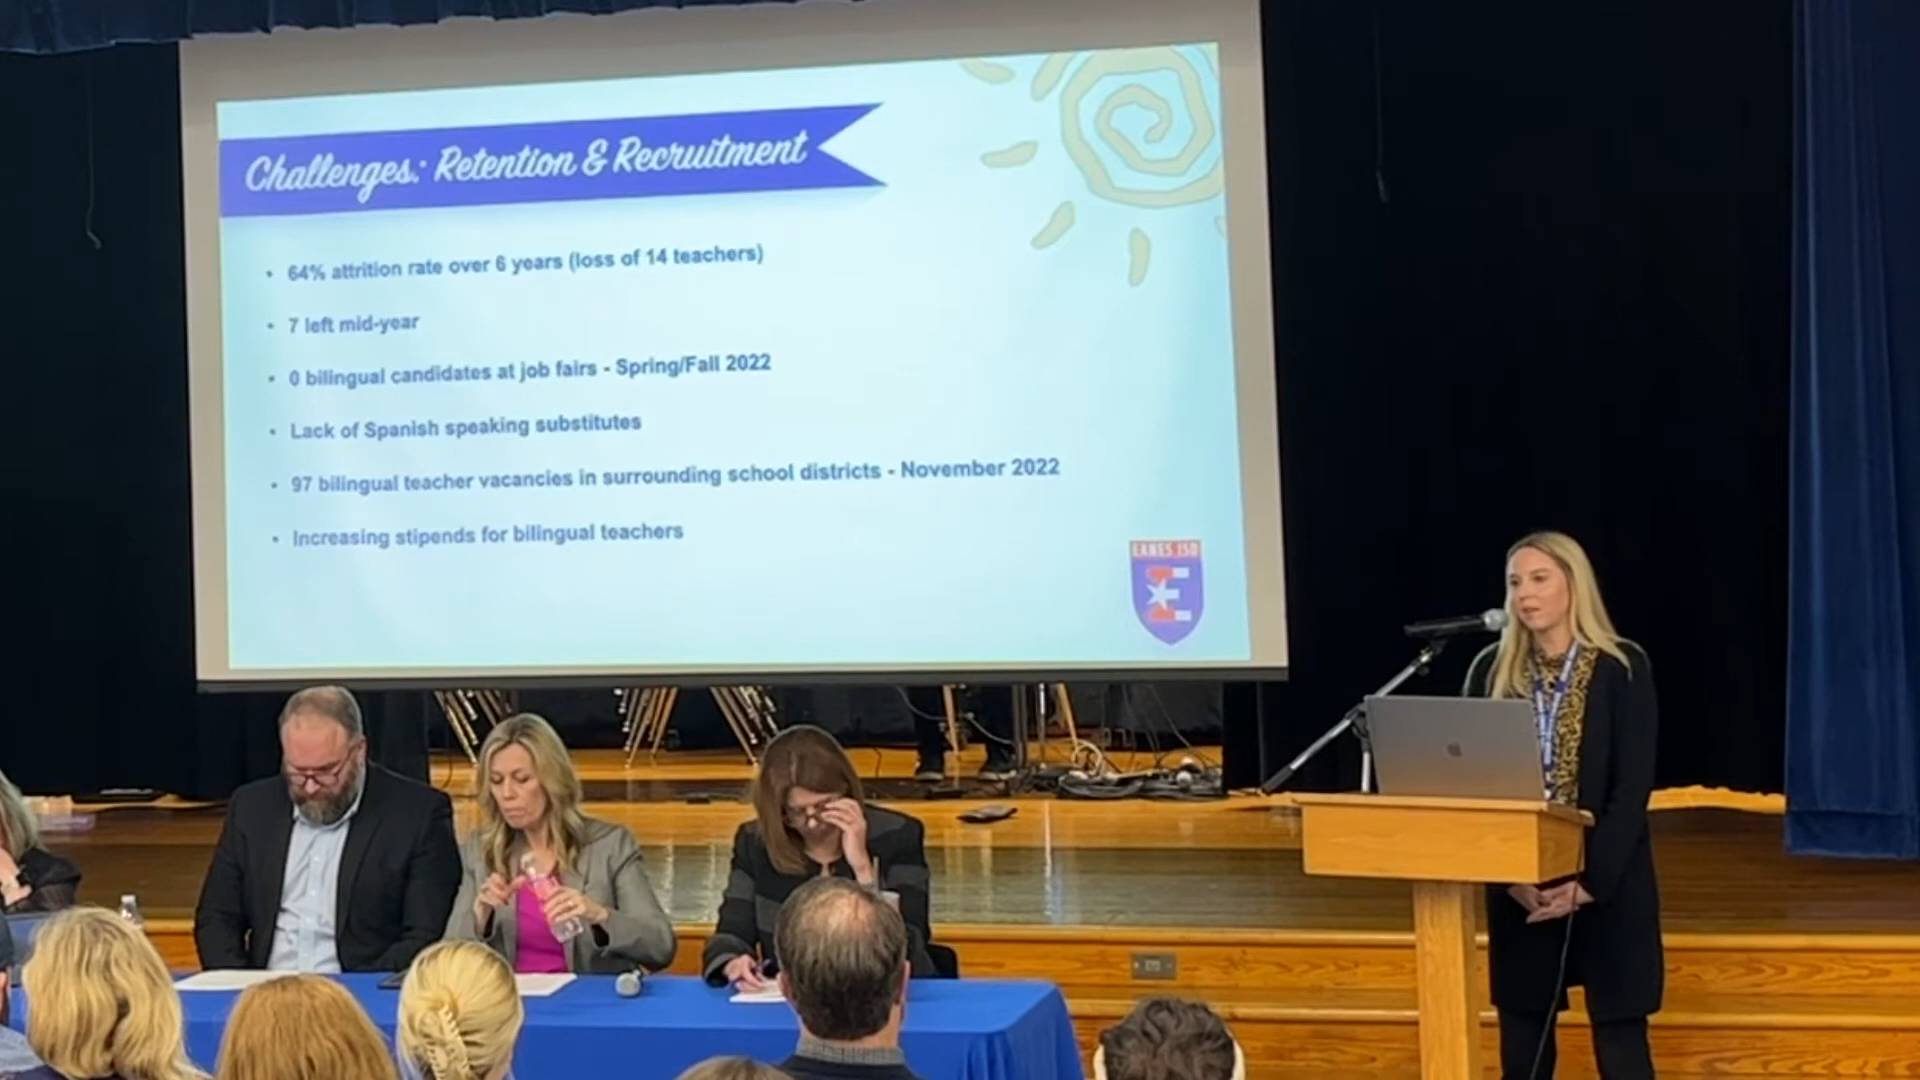 Challenges: Retention & Recruitment
• 64% attrition rate over 6 years (loss of 14 teachers)
• 7 left mid-year
• 0 bilingual candidates at job fairs - Spring/Fall 2022
• Lack of Spanish speaking substitutes
• 97 bilingual teacher vacancies in surrounding school districts - November 2022
• Increasing stipends for bilingual teachers
EANES ISD
E